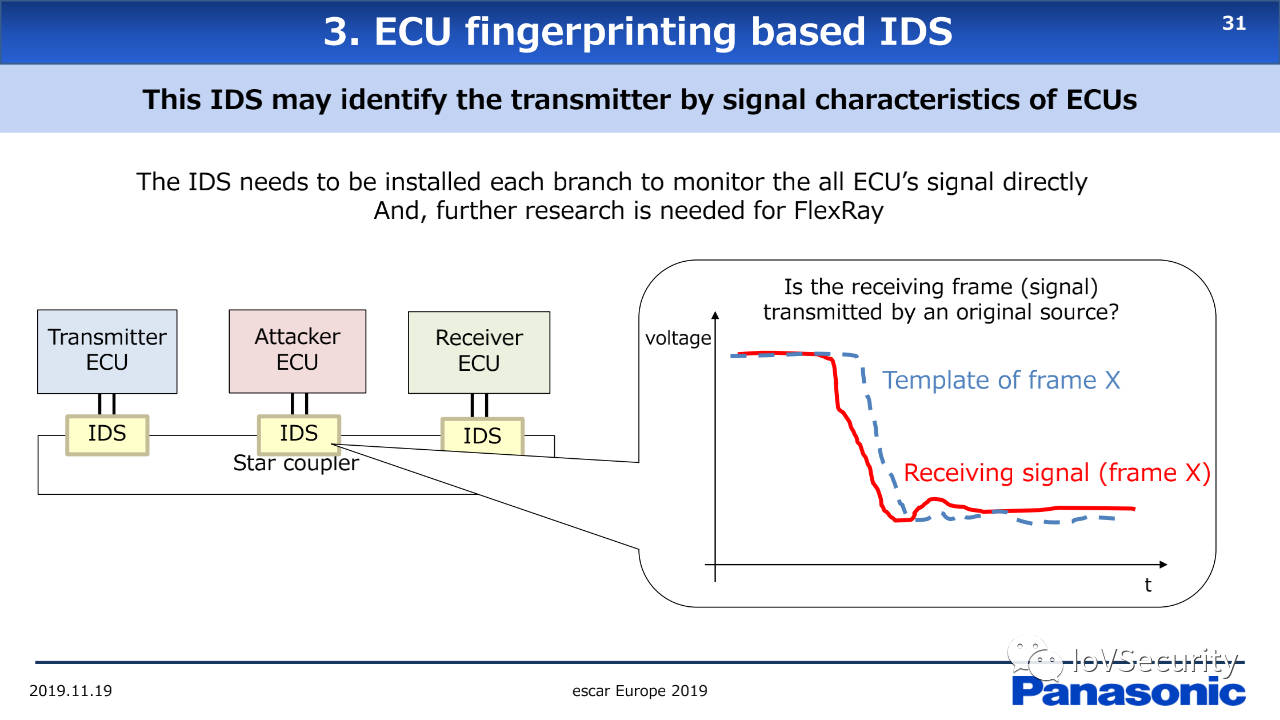 3. ECU fingerprinting based IDS
31
This IDS may identify the transmitter by signal characteristics of ECUs
The IDS needs to be installed each branch to monitor the all ECU’s signal directly
And, further research is needed for FlexRay
Transmitter
ECU
Attacker
ECU
Receiver
ECU
IDS
IDS
IDS
Star coupler
Is the receiving frame (signal)
transmitted by an original source?
voltage
Template of frame X
Receiving signal (frame X)
t
IoVSecurity
2019.11.19
escar Europe 2019
Panasonic